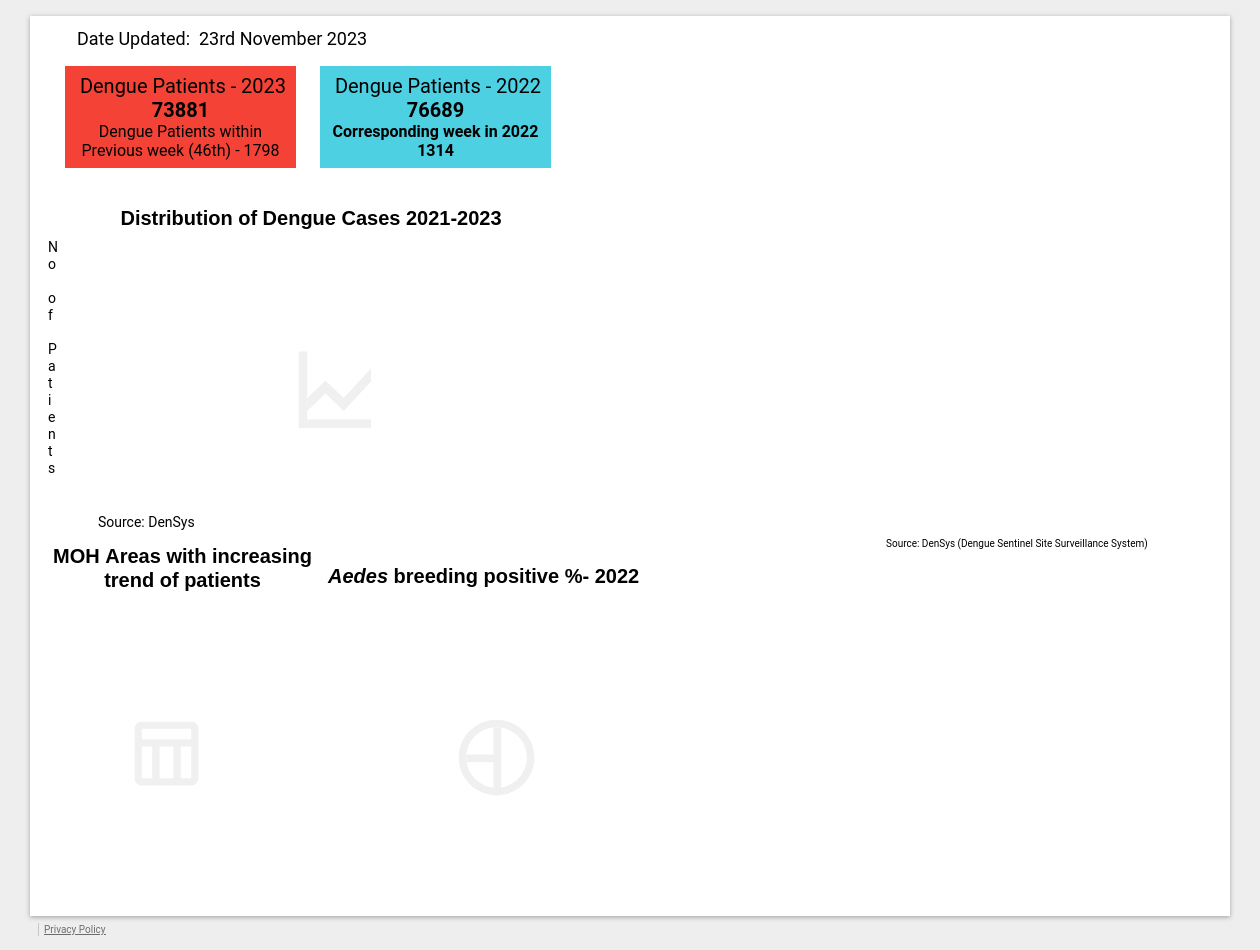 Date Updated: 23rd November 2023
Dengue Patients - 2023
73881
Dengue Patients within
Previous week (46th) - 1798
Dengue Patients - 2022
76689
Corresponding week in 2022
1314
Distribution of Dengue Cases 2021-2023
No of Patients
Source: DenSys
Source: DenSys (Dengue Sentinel Site Surveillance System)
MOH Areas with increasing
trend of patients
Aedes breeding positive %- 2022
Privacy Policy